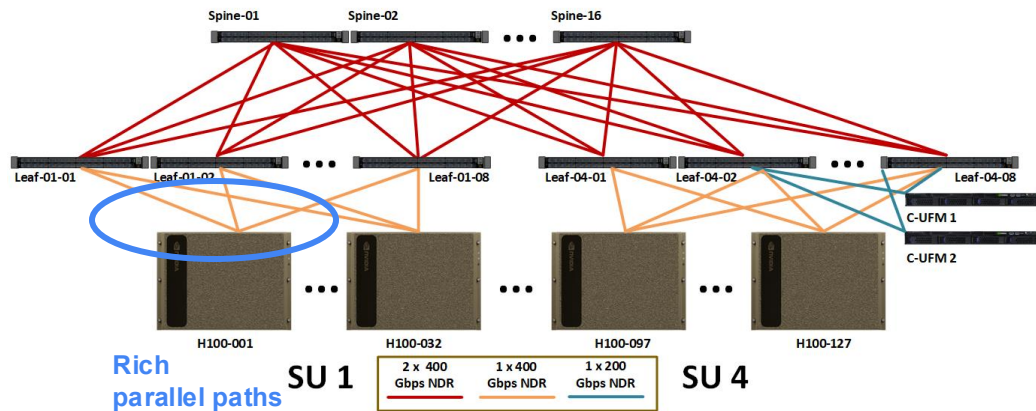 Spine-01
Spine-02
Spine-16
Leaf-01-01
Leaf-01-02
Leaf-01-08
Leaf-04-01
Leaf-04-02
Leaf-04-08
C-UFM 1
C-UFM 2
H100-001
H100-032
H100-097
H100-127
Rich
parallel paths
SU 1
2 x 400
Gbps NDR
1 x 400
Gbps NDR
1 x 200
Gbps NDR
SU 4